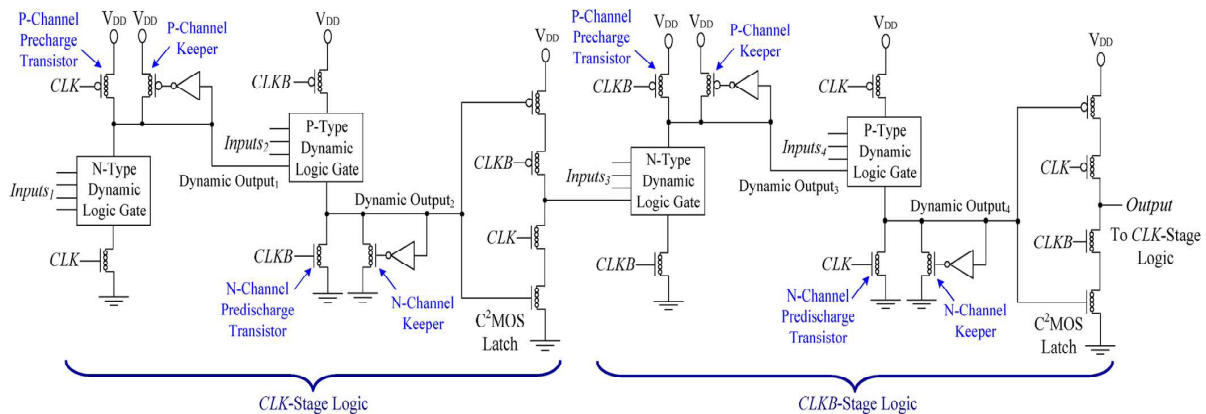 P-Channel
Precharge
Transistor
VDD
VDD
P-Channel
Keeper
CLK
N-Type
Dynamic
Logic Gate
Inputs1
CLK
VDD
CLKB
P-Type
Dynamic
Logic Gate
Inputs2
Dynamic Output1
Dynamic Output2
CLKB
N-Channel
Predischarge
Transistor
N-Channel
Keeper
VDD
CLKB
CLK
C²MOS
Latch
CLK-Stage Logic
P-Channel
Precharge
Transistor
VDD
VDD
P-Channel
Keeper
CLKB
N-Type
Dynamic
Logic Gate
Inputs3
CLKB
VDD
CLK
P-Type
Dynamic
Logic Gate
Inputs4
Dynamic Output3
Dynamic Output4
CLK
N-Channel
Predischarge
Transistor
N-Channel
Keeper
VDD
CLK
CLKB
Output
To CLK-Stage
Logic
C²MOS
Latch
CLKB-Stage Logic